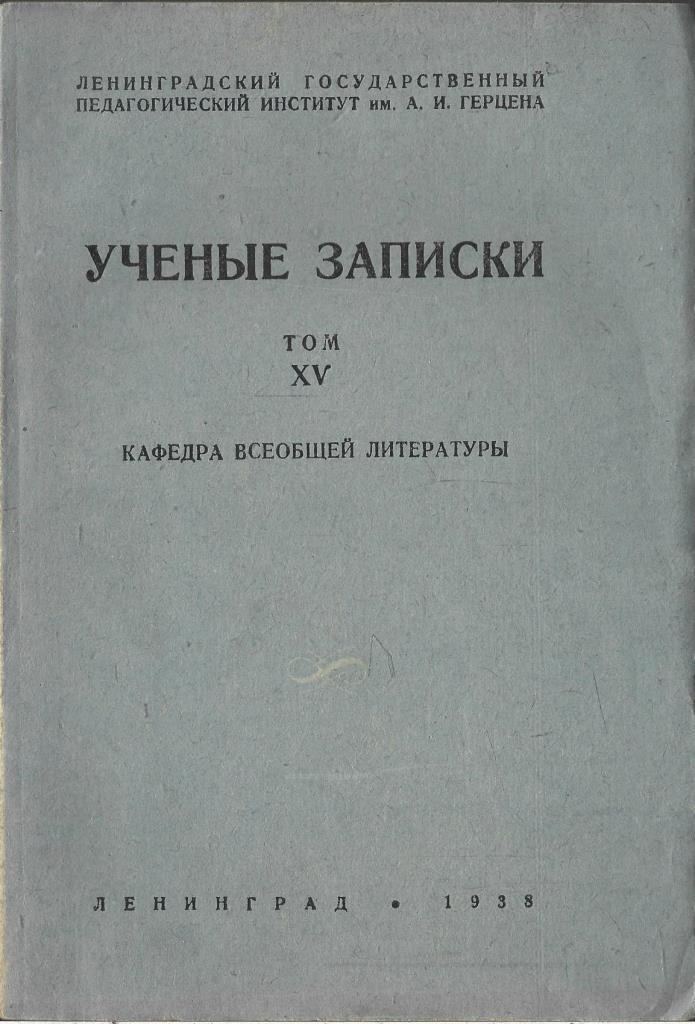 ЛЕНИНГРАДСКИЙ ГОСУДАРСТВЕННЫЙ
ПЕДАГОГИЧЕСКИЙ ИНСТИТУТ им. А. И. ГЕРЦЕНА
УЧЕНЫЕ ЗАПИСКИ
ТОМ
XV
КАФЕДРА ВСЕОБЩЕЙ ЛИТЕРАТУРЫ
ЛЕНИНГРАД • 1938